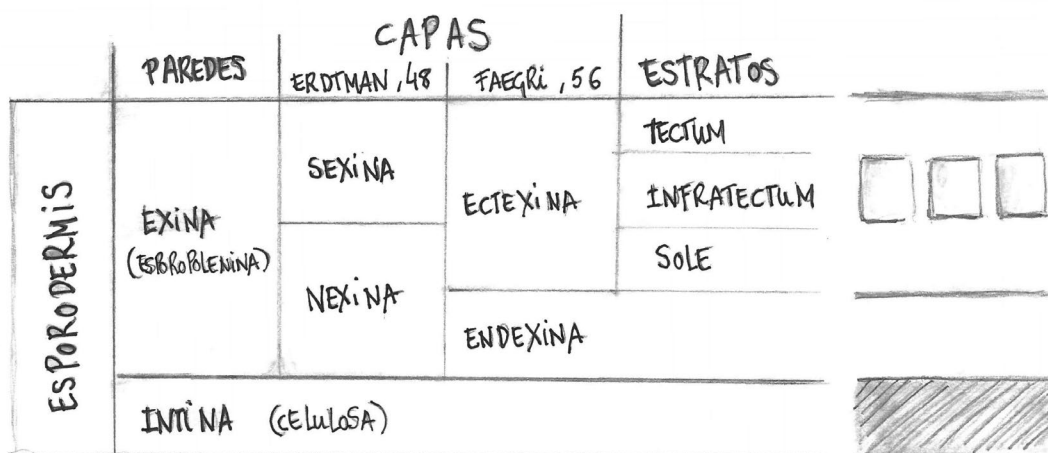 CAPAS
PAREDES
ERDTMAN, 48
FAEGRi, 56
ESTRATOS
ESPORODERMIS
EXiNA
(ESPOROPOLENiNA)
SEXiNA
NEXiNA
ECTEXiNA
ENDEXiNA
TECTUM
INFRATECTUM
SOLE
INTiNA (CELULOSA)